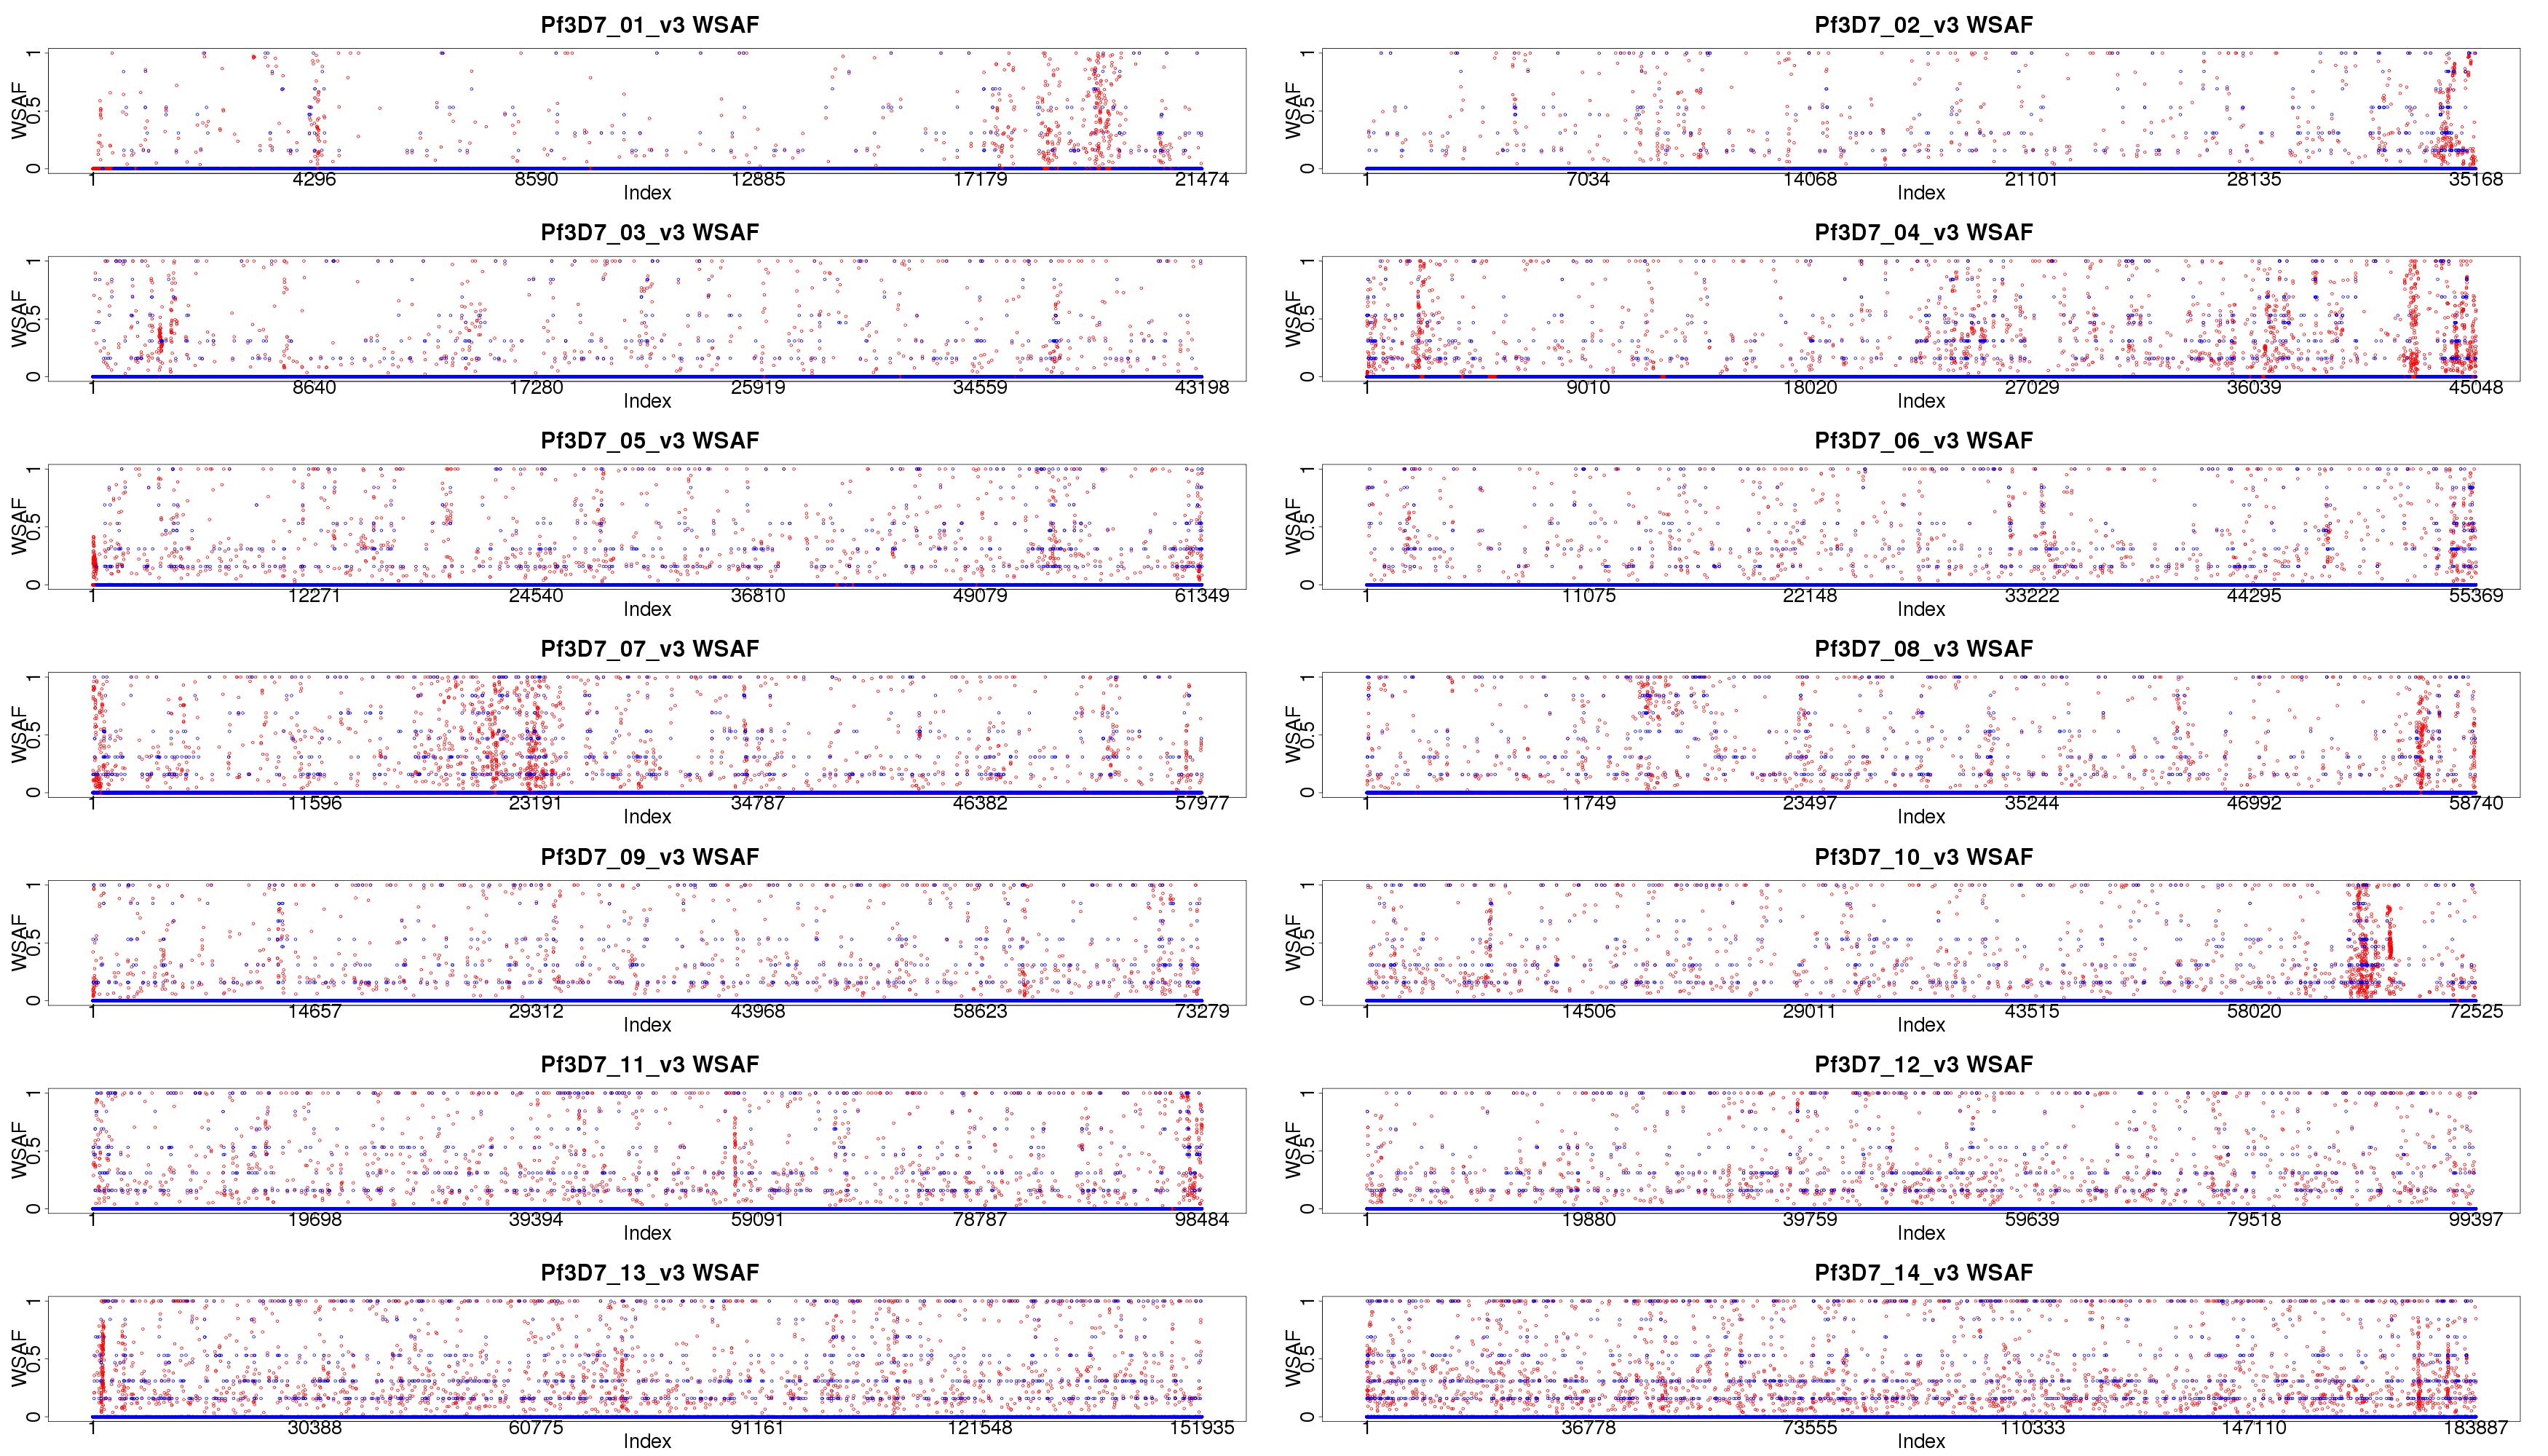 Pf3D7_01_v3 WSAF
WSAF
0 0.5 1
1 4296 8590 12885 17179 21474
Index
Pf3D7_02_v3 WSAF
WSAF
0 0.5 1
1 7034 14068 21101 28135 35168
Index
Pf3D7_03_v3 WSAF
WSAF
0 0.5 1
1 8640 17280 25919 34559 43198
Index
Pf3D7_04_v3 WSAF
WSAF
0 0.5 1
1 9010 18020 27029 36039 45048
Index
Pf3D7_05_v3 WSAF
WSAF
0 0.5 1
1 12271 24540 36810 49079 61349
Index
Pf3D7_06_v3 WSAF
WSAF
0 0.5 1
1 11075 22148 33222 44295 55369
Index
Pf3D7_07_v3 WSAF
WSAF
0 0.5 1
1 11596 23191 34787 46382 57977
Index
Pf3D7_08_v3 WSAF
WSAF
0 0.5 1
1 11749 23497 35244 46992 58740
Index
Pf3D7_09_v3 WSAF
WSAF
0 0.5 1
1 14657 29312 43968 58623 73279
Index
Pf3D7_10_v3 WSAF
WSAF
0 0.5 1
1 14506 29011 43515 58020 72525
Index
Pf3D7_11_v3 WSAF
WSAF
0 0.5 1
1 19698 39394 59091 78787 98484
Index
Pf3D7_12_v3 WSAF
WSAF
0 0.5 1
1 19880 39759 59639 79518 99397
Index
Pf3D7_13_v3 WSAF
WSAF
0 0.5 1
1 30388 60775 91161 121548 151935
Index
Pf3D7_14_v3 WSAF
WSAF
0 0.5 1
1 36778 73555 110333 147110 183887
Index